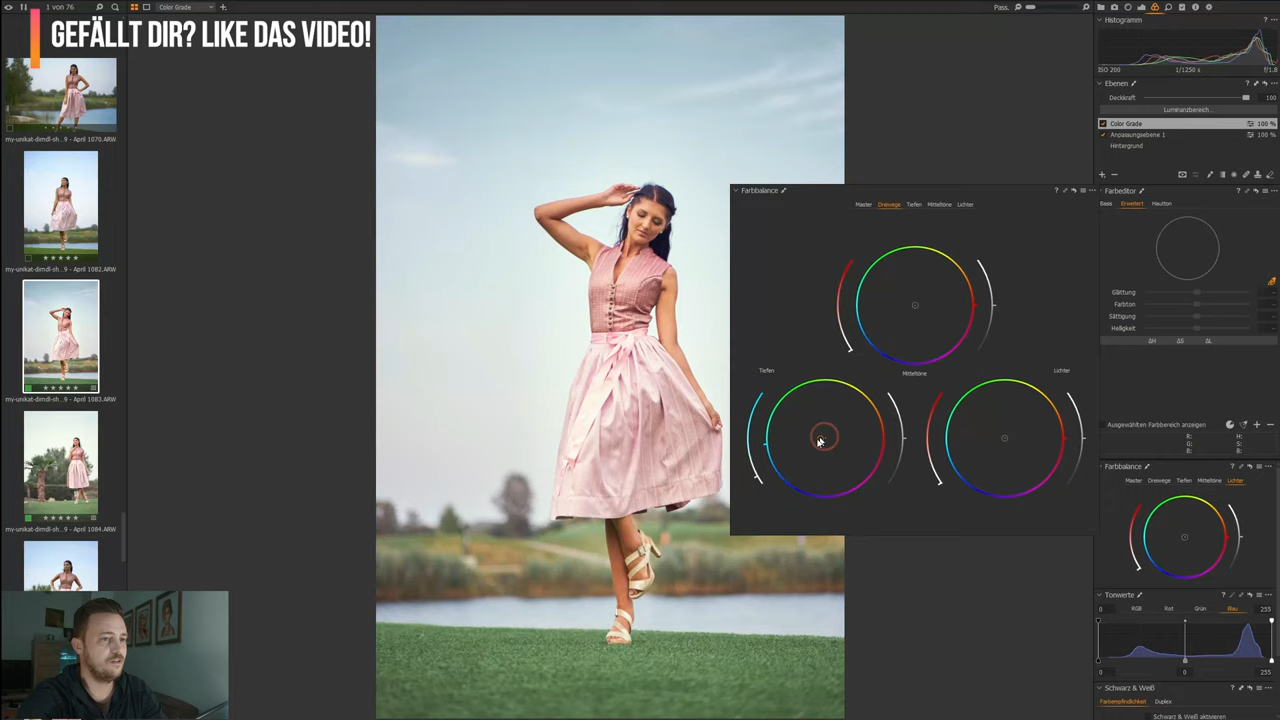 1 von 76
Color Grade
Pass.
GEFÄLLT DIR? LIKE DAS VIDEO!
my-unikat-dirndl-sh...9 - April 1070.ARW
my-unikat-dirndl-sh...9 - April 1082.ARW
my-unikat-dirndl-sh...9 - April 1083.ARW
my-unikat-dirndl-sh...9 - April 1084.ARW
Farbbalance
Master Dreiwege Tiefen Mitteltöne Lichter
Tiefen
Mitteltöne
Lichter
Histogramm
ISO 200 1/1250 s f/1.8
Ebenen
Deckkraft 100
Luminanzbereich...
Color Grade 100 %
Anpassungsebene 1 100 %
Hintergrund
Farbeditor
Basis Erweitert Hautton
Glättung
Farbton
Sättigung
Helligkeit
ΔH ΔS ΔL
Ausgewählten Farbbereich anzeigen
R: H:
G: S:
B: B:
Farbbalance
Master Dreiwege Tiefen Mitteltöne Lichter
Tonwerte
0 RGB Rot Grün Blau 255
0 0 255
Schwarz & Weiß
Farbempfindlichkeit Duplex
Schwarz & Weiß aktivieren